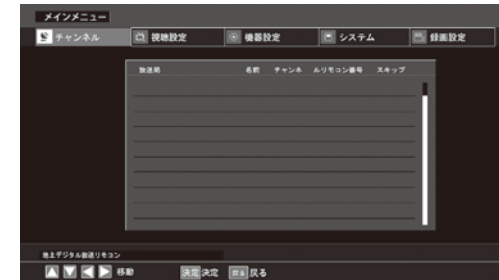 メインメニュー
チャンネル 視聴設定 機器設定 システム 録画設定
放送局 名前 チャンネ ルリモコン番号 スキップ
地上デジタル放送リモコン
移動 決定 決定 戻る 戻る